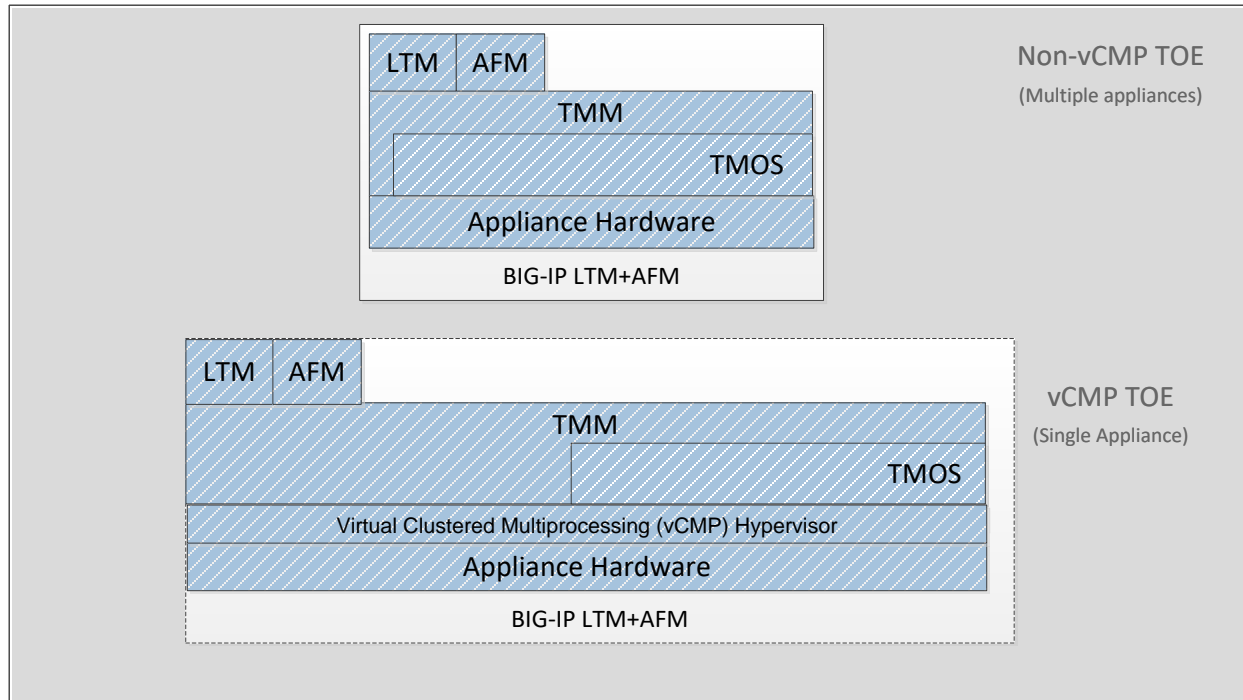 LTM AFM
Non-vCMP TOE
(Multiple appliances)
TMM
TMOS
Appliance Hardware
BIG-IP LTM+AFM
LTM AFM
vCMP TOE
(Single Appliance)
TMM
TMOS
Virtual Clustered Multiprocessing (vCMP) Hypervisor
Appliance Hardware
BIG-IP LTM+AFM